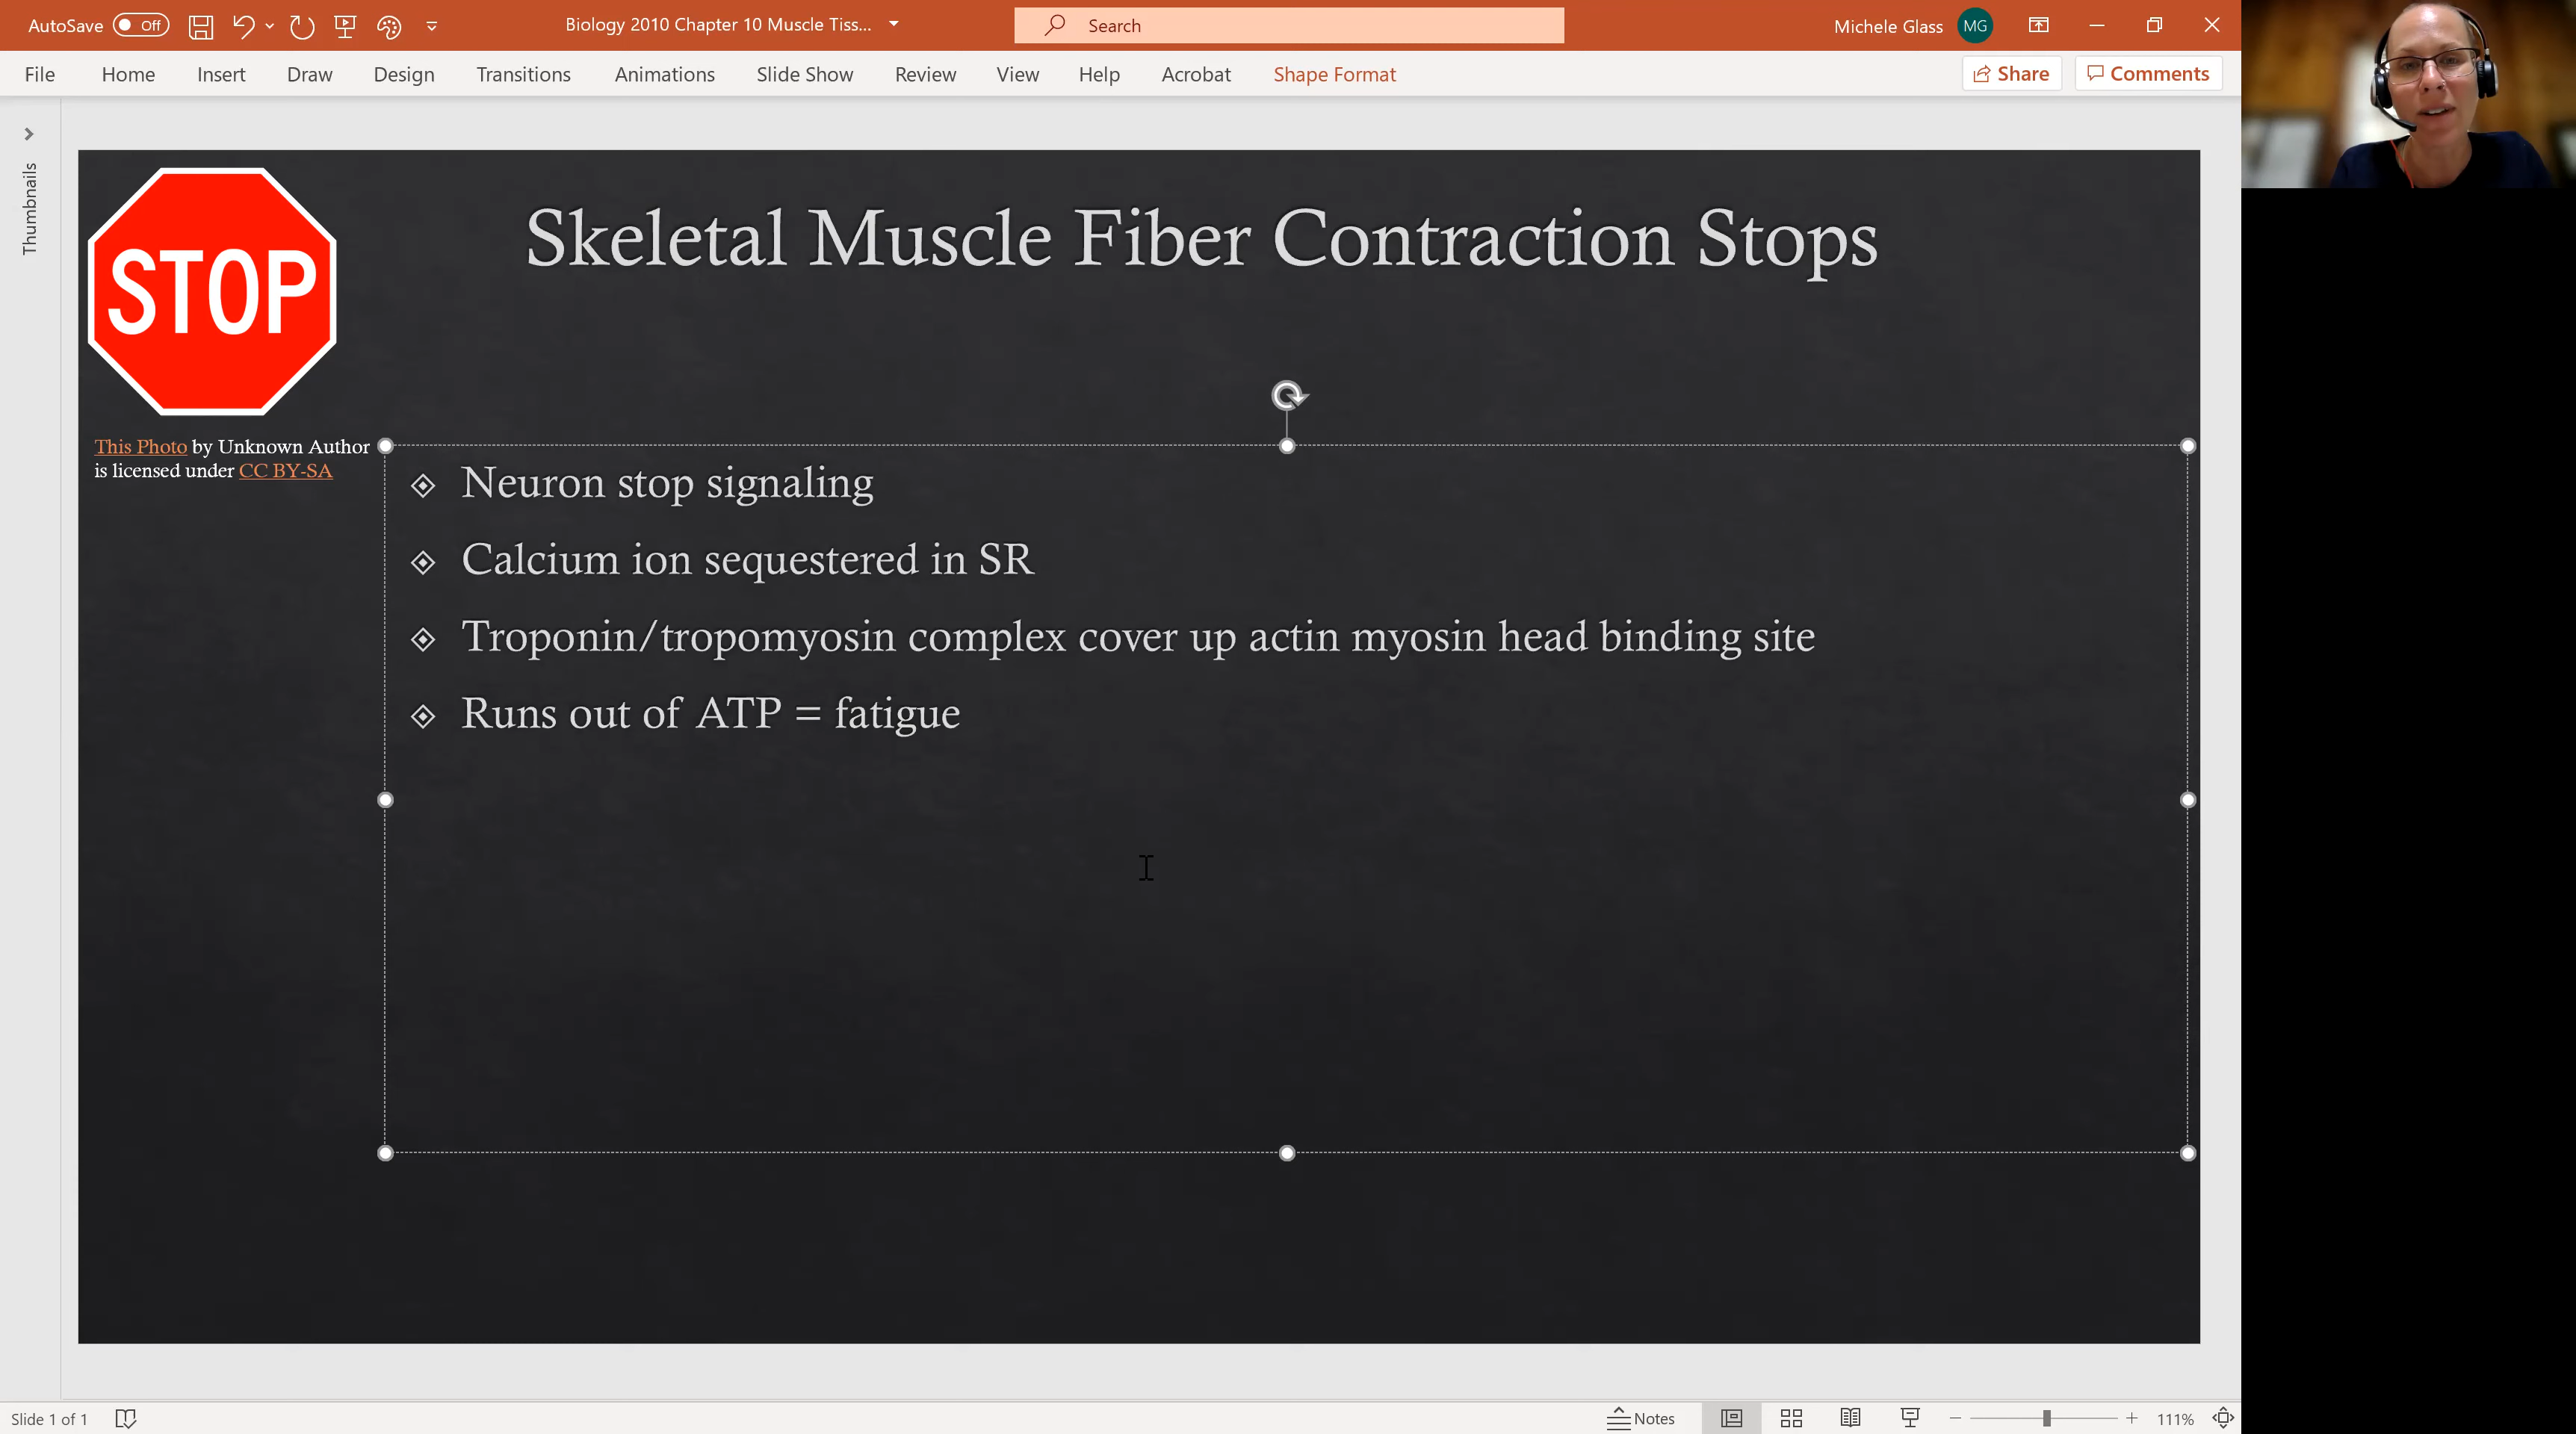 AutoSave Off
Biology 2010 Chapter 10 Muscle Tiss...
Search
Michele Glass MG
File Home Insert Draw Design Transitions Animations Slide Show Review View Help Acrobat Shape Format
Share Comments
Thumbnails
STOP
Skeletal Muscle Fiber Contraction Stops
This Photo by Unknown Author
is licensed under CC BY-SA
Neuron stop signaling
Calcium ion sequestered in SR
Troponin/tropomyosin complex cover up actin myosin head binding site
Runs out of ATP = fatigue
Slide 1 of 1
Notes
111%